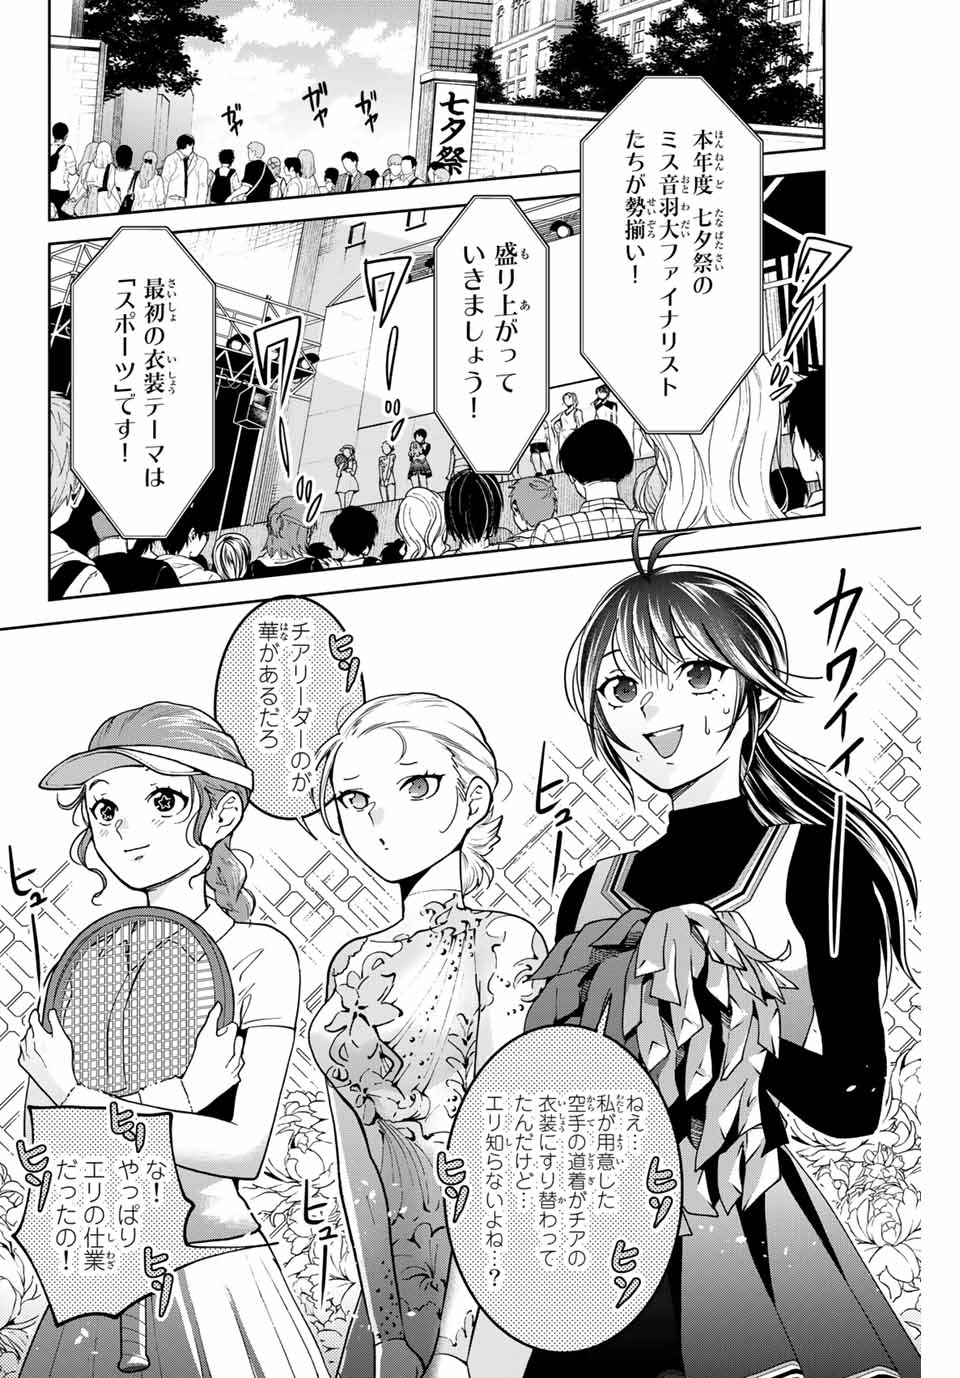 七夕祭
ガヤ
ガヤ
ガヤ
本年度 七夕祭の
ミス音羽大ファイナリスト
たちが勢揃い！
盛り上がって
いきましょう！
最初の衣装テーマは
「スポーツ」です！
ワアア
ワアア
カワイイー
ヒュー
ヒュー
ねえ…
私が用意した
空手の道着がチアの
衣装にすり替わって
たんだけど…
エリ知らないよね…？
ヒソ
ヒソ
チアリーダーのが
華があるだろ
ヒソ
ヒソ
な！
やっぱり
エリの仕業
だったの！
ヒソ
ヒソ